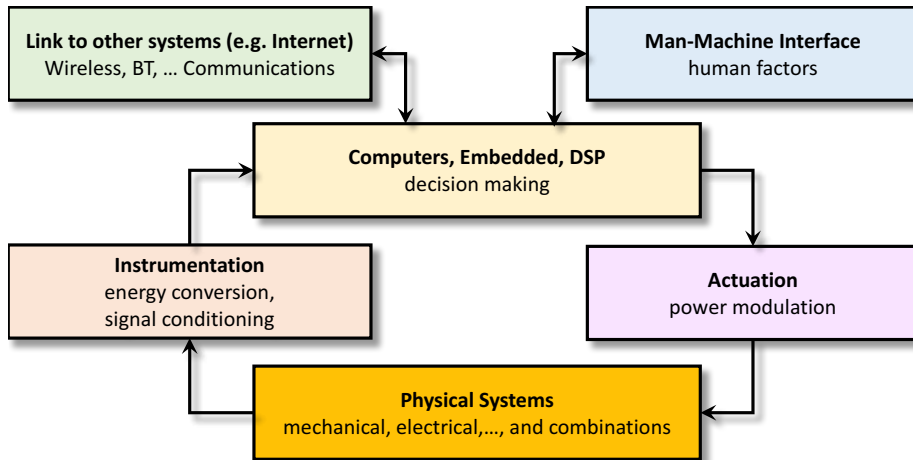 Link to other systems (e.g. Internet)
Wireless, BT, ... Communications
Man-Machine Interface
human factors
Computers, Embedded, DSP
decision making
Instrumentation
energy conversion,
signal conditioning
Actuation
power modulation
Physical Systems
mechanical, electrical,..., and combinations